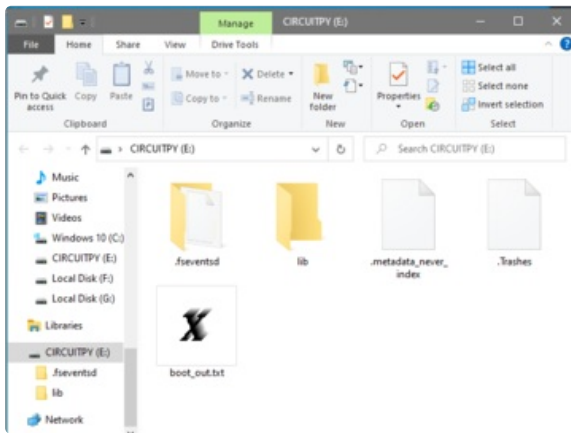 Manage
CIRCUITPY (E:)
File
Home
Share
View
Drive Tools
Pin to Quick access
Copy
Paste
Move to
Copy to
Delete
Rename
New folder
Properties
Select all
Select none
Invert selection
Clipboard
Organize
New
Open
Select
CIRCUITPY (E:)
Search CIRCUITPY (E:)
Music
Pictures
Videos
Windows 10 (C:)
CIRCUITPY (E:)
Local Disk (F:)
Local Disk (G:)
Libraries
CIRCUITPY (E:)
.fseventsd
lib
Network
.fseventsd
lib
.metadata_never_
index
.Trashes
boot_out.txt